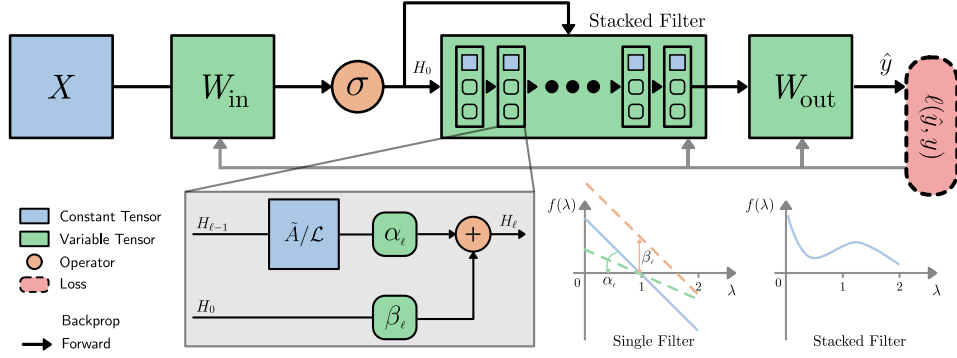 Stacked Filter
X
W_in
σ
H_0
W_out
ŷ
ℓ(ŷ, y)
Constant Tensor
Variable Tensor
Operator
Loss
Backprop
Forward
H_{ℓ−1}
Ã/ℒ
α_ℓ
+
H_ℓ
H_0
β_ℓ
f(λ)
β_ℓ
α_ℓ
0 1 2 λ
Single Filter
f(λ)
0 1 2 λ
Stacked Filter